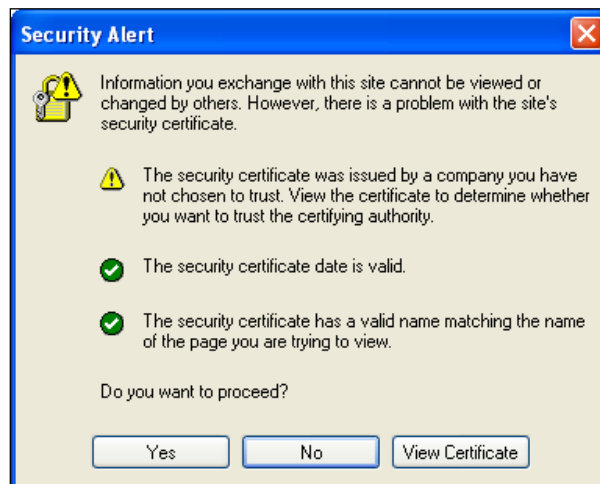 Security Alert
Information you exchange with this site cannot be viewed or
changed by others. However, there is a problem with the site's
security certificate.
The security certificate was issued by a company you have
not chosen to trust. View the certificate to determine whether
you want to trust the certifying authority.
The security certificate date is valid.
The security certificate has a valid name matching the name
of the page you are trying to view.
Do you want to proceed?
Yes No View Certificate